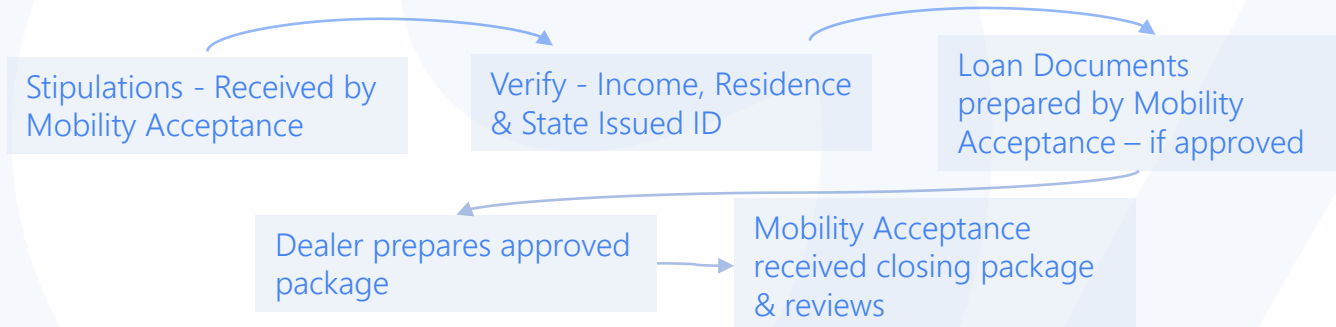 Stipulations - Received by
Mobility Acceptance
Verify - Income, Residence
& State Issued ID
Loan Documents
prepared by Mobility
Acceptance – if approved
Dealer prepares approved
package
Mobility Acceptance
received closing package
& reviews